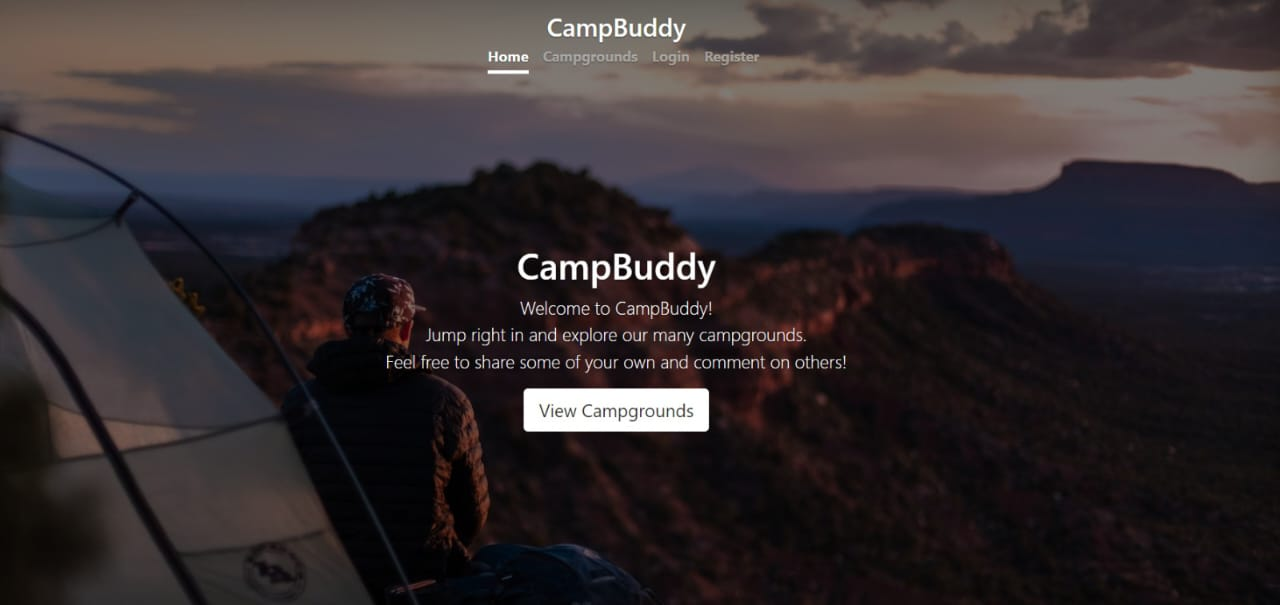 CampBuddy
Home Campgrounds Login Register
CampBuddy
Welcome to CampBuddy!
Jump right in and explore our many campgrounds.
Feel free to share some of your own and comment on others!
View Campgrounds